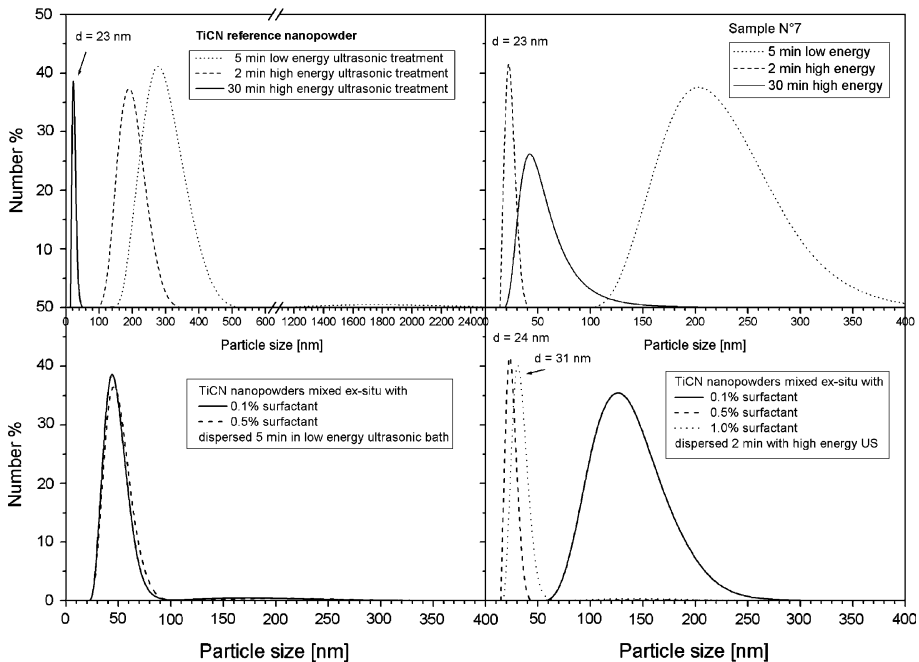 50
40
30
20
10
50
40
30
20
10
0
Number %
Number %
d = 23 nm
TiCN reference nanopowder
5 min low energy ultrasonic treatment
2 min high energy ultrasonic treatment
30 min high energy ultrasonic treatment
0 100 200 300 400 500 600 1200 1400 1600 1800 2000 2200 2400
Particle size [nm]
Sample N°7
d = 23 nm
5 min low energy
2 min high energy
30 min high energy
0 50 100 150 200 250 300 350 400
Particle size [nm]
TiCN nanopowders mixed ex-situ with
0.1% surfactant
0.5% surfactant
dispersed 5 min in low energy ultrasonic bath
0 50 100 150 200 250 300 350
Particle size [nm]
d = 24 nm
d = 31 nm
TiCN nanopowders mixed ex-situ with
0.1% surfactant
0.5% surfactant
1.0% surfactant
dispersed 2 min with high energy US
400 50 100 150 200 250 300 350 400
Particle size [nm]